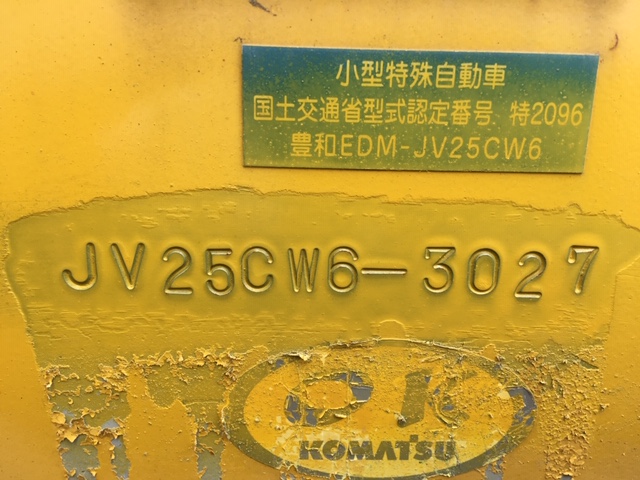 小型特殊自動車
国土交通省型式認定番号 特2096
豊和EDM-JV25CW6
JV25CW6-3027
OK
KOMATSU